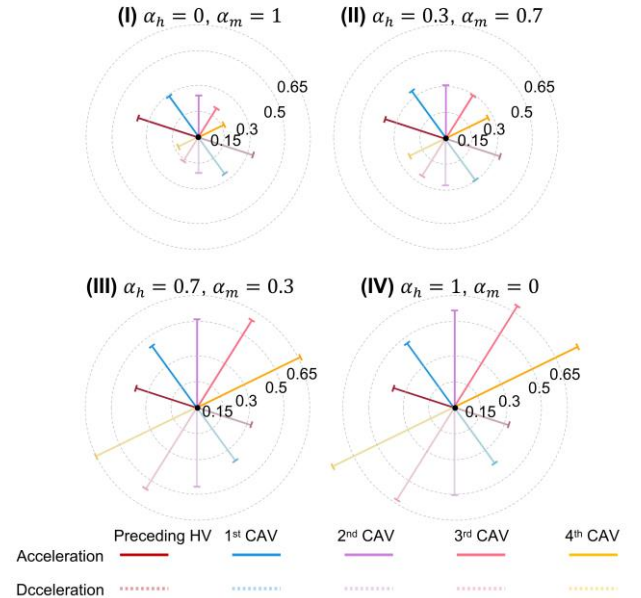 (I) αₕ = 0, αₘ = 1
(II) αₕ = 0.3, αₘ = 0.7
0.65
0.5
0.3
0.15
0.65
0.5
0.3
0.15
(III) αₕ = 0.7, αₘ = 0.3
(IV) αₕ = 1, αₘ = 0
0.65
0.5
0.3
0.15
0.65
0.5
0.3
0.15
Preceding HV 1ˢᵗ CAV 2ⁿᵈ CAV 3ʳᵈ CAV 4ᵗʰ CAV
Acceleration
Dcceleration